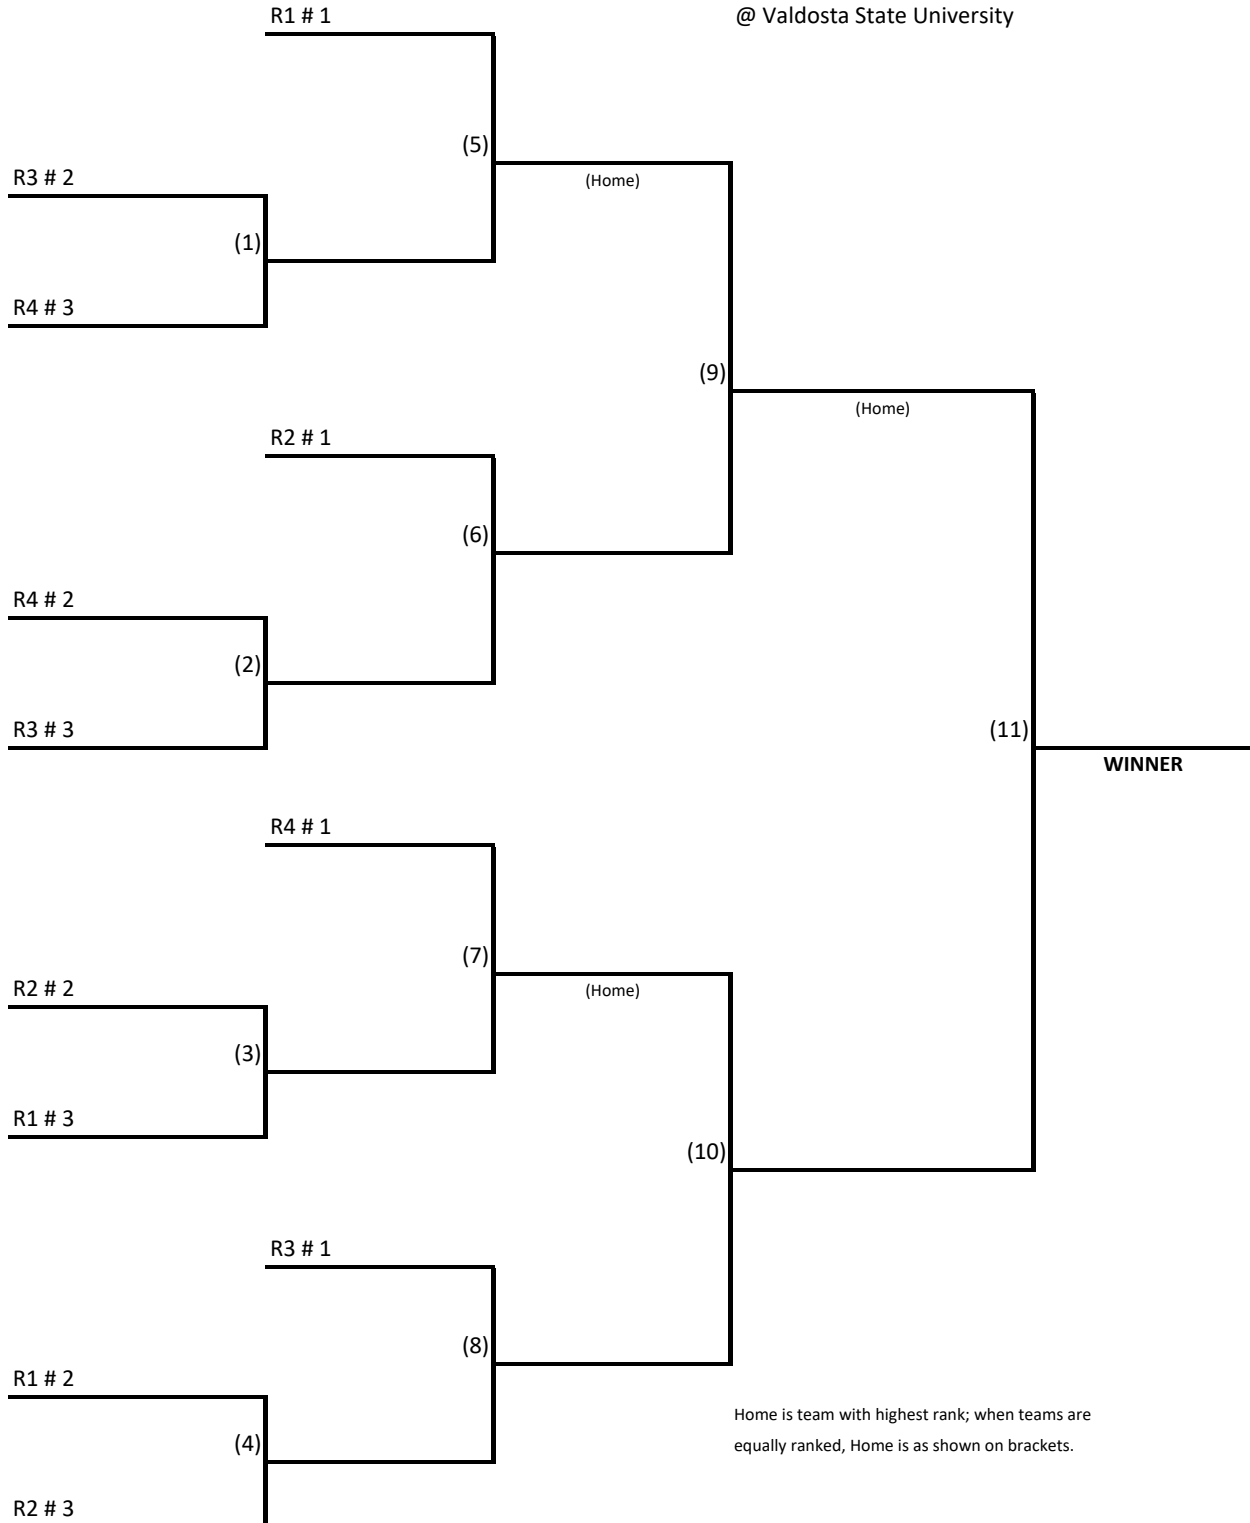 R1 # 1
@ Valdosta State University
(5)
R3 # 2
(Home)
(1)
R4 # 3
(9)
(Home)
R2 # 1
(6)
R4 # 2
(2)
R3 # 3
(11)
WINNER
R4 # 1
(7)
R2 # 2
(Home)
(3)
R1 # 3
(10)
R3 # 1
(8)
R1 # 2
Home is team with highest rank; when teams are
equally ranked, Home is as shown on brackets.
(4)
R2 # 3